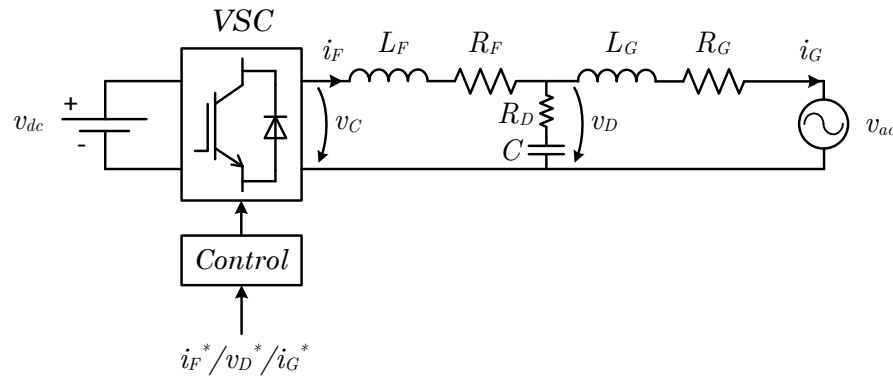 VSC
i_F L_F R_F L_G R_G i_G
+
v_dc
-
v_C
R_D
C
v_D
v_ac
Control
i_F^*/v_D^*/i_G^*